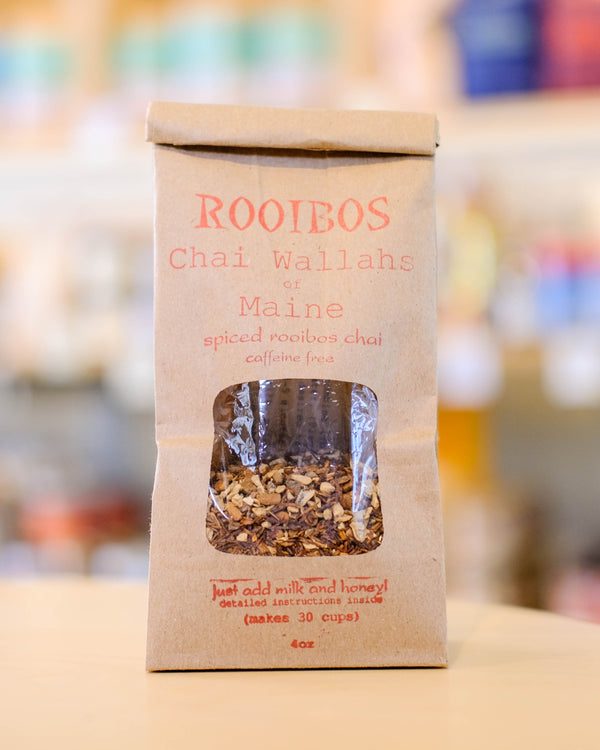 ROOIBOS
Chai Wallahs
of
Maine
spiced rooibos chai
caffeine free
Just add milk and honey!
detailed instructions inside
(makes 30 cups)
4oz